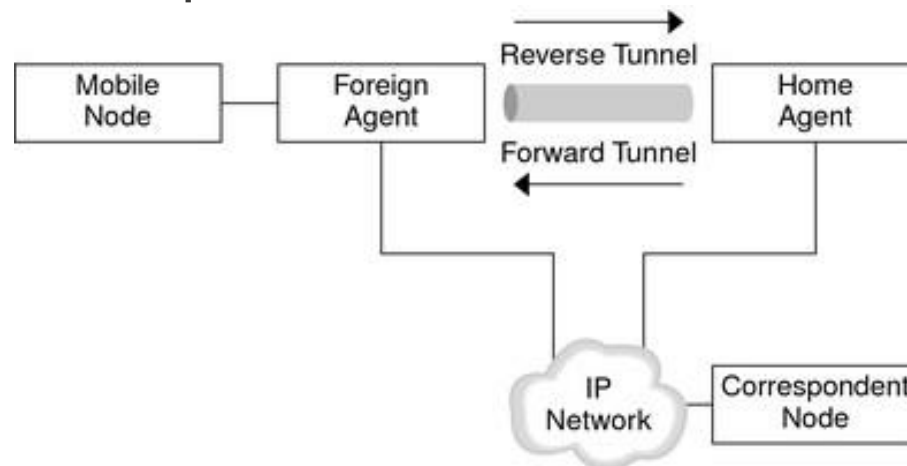 Reverse Tunnel
Mobile
Node
Foreign
Agent
Home
Agent
Forward Tunnel
IP
Network
Correspondent
Node